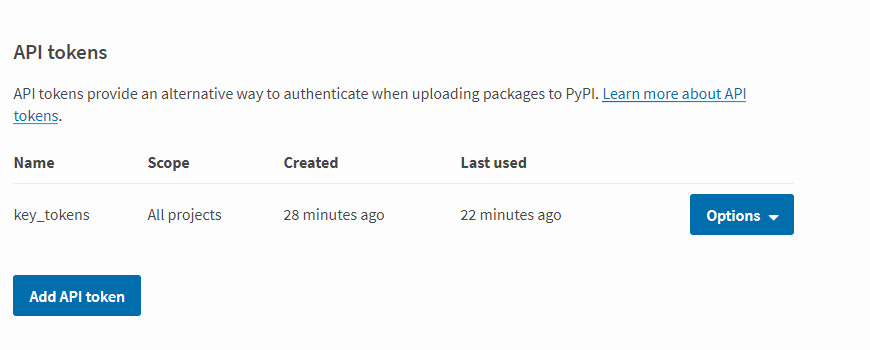 API tokens
API tokens provide an alternative way to authenticate when uploading packages to PyPI. Learn more about API
tokens.
Name Scope Created Last used
key_tokens All projects 28 minutes ago 22 minutes ago Options
Add API token